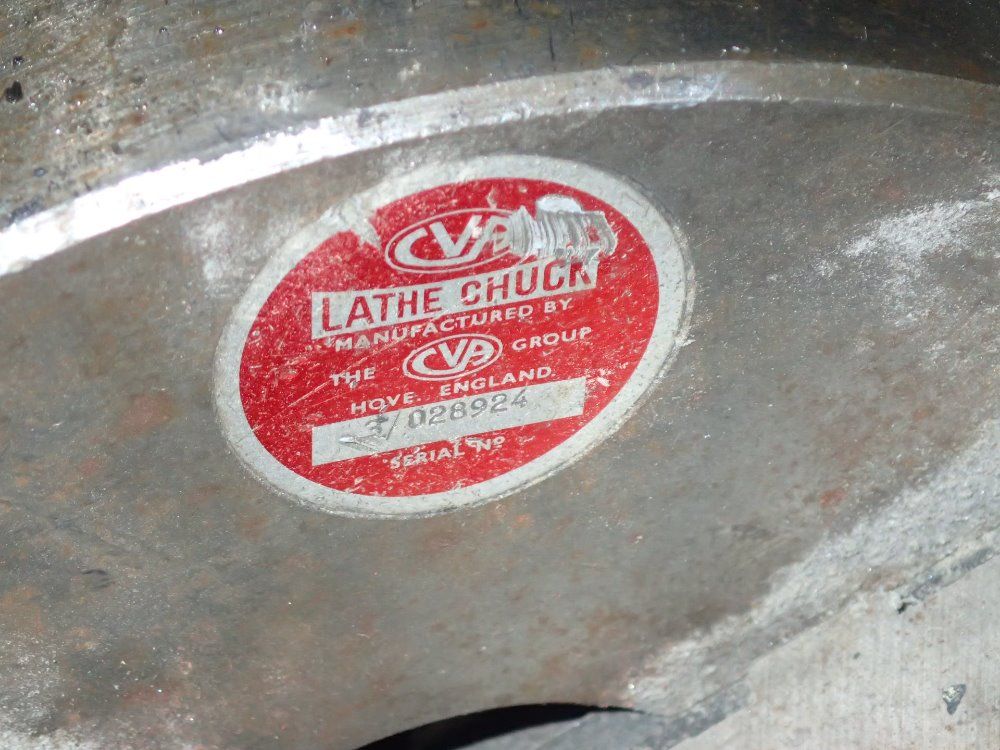 CVA
LATHE CHUCK
MANUFACTURED BY
THE CVA GROUP
HOVE. ENGLAND
3/028924
SERIAL Nº